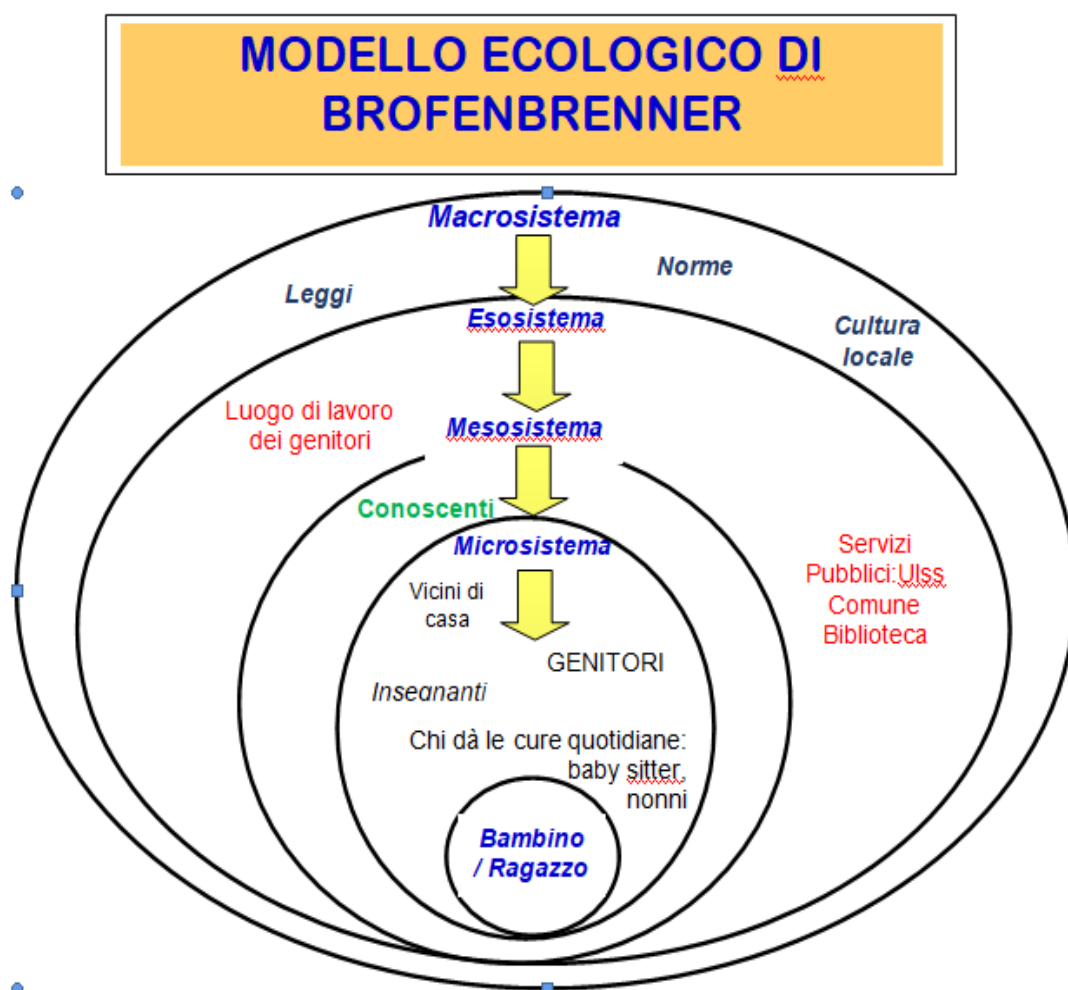 MODELLO ECOLOGICO DI
BROFENBRENNER
Macrosistema
Norme
Leggi
Esosistema
Cultura
locale
Luogo di lavoro
dei genitori
Mesosistema
Conoscenti
Microsistema
Servizi
Pubblici:Ulss
Comune
Biblioteca
Vicini di
casa
GENITORI
Insegnanti
Chi dà le cure quotidiane:
baby sitter,
nonni
Bambino
/ Ragazzo